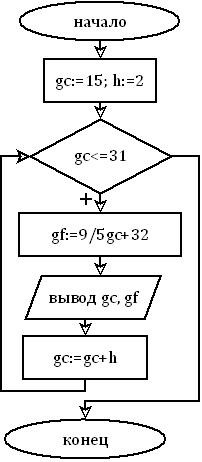 начало
gc:=15; h:=2
gc<=31
+
gf:=9/5gc+32
вывод gc, gf
gc:=gc+h
конец